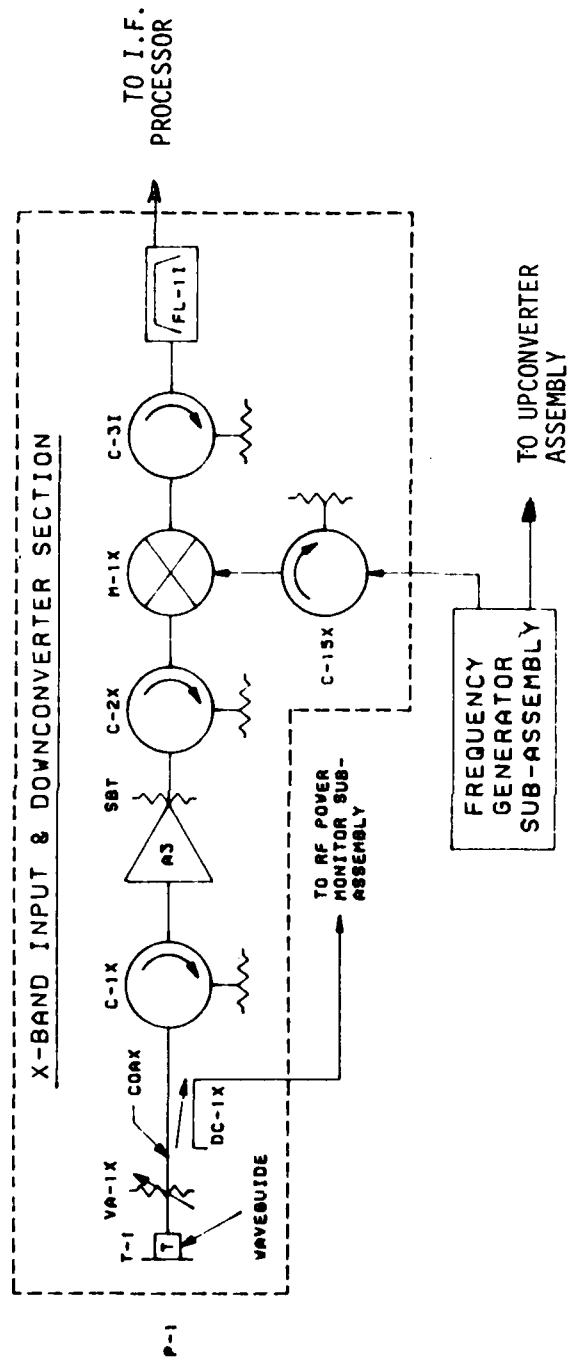 X-BAND INPUT & DOWNCONVERTER SECTION
P-1
T-1
T
WAVEGUIDE
VA-1X
COAX
DC-1X
C-1X
A3
SBT
C-2X
M-1X
C-3I
FL-1I
TO I.F.
PROCESSOR
C-15X
TO RF POWER
MONITOR SUB-
ASSEMBLY
FREQUENCY
GENERATOR
SUB-ASSEMBLY
TO UPCONVERTER
ASSEMBLY